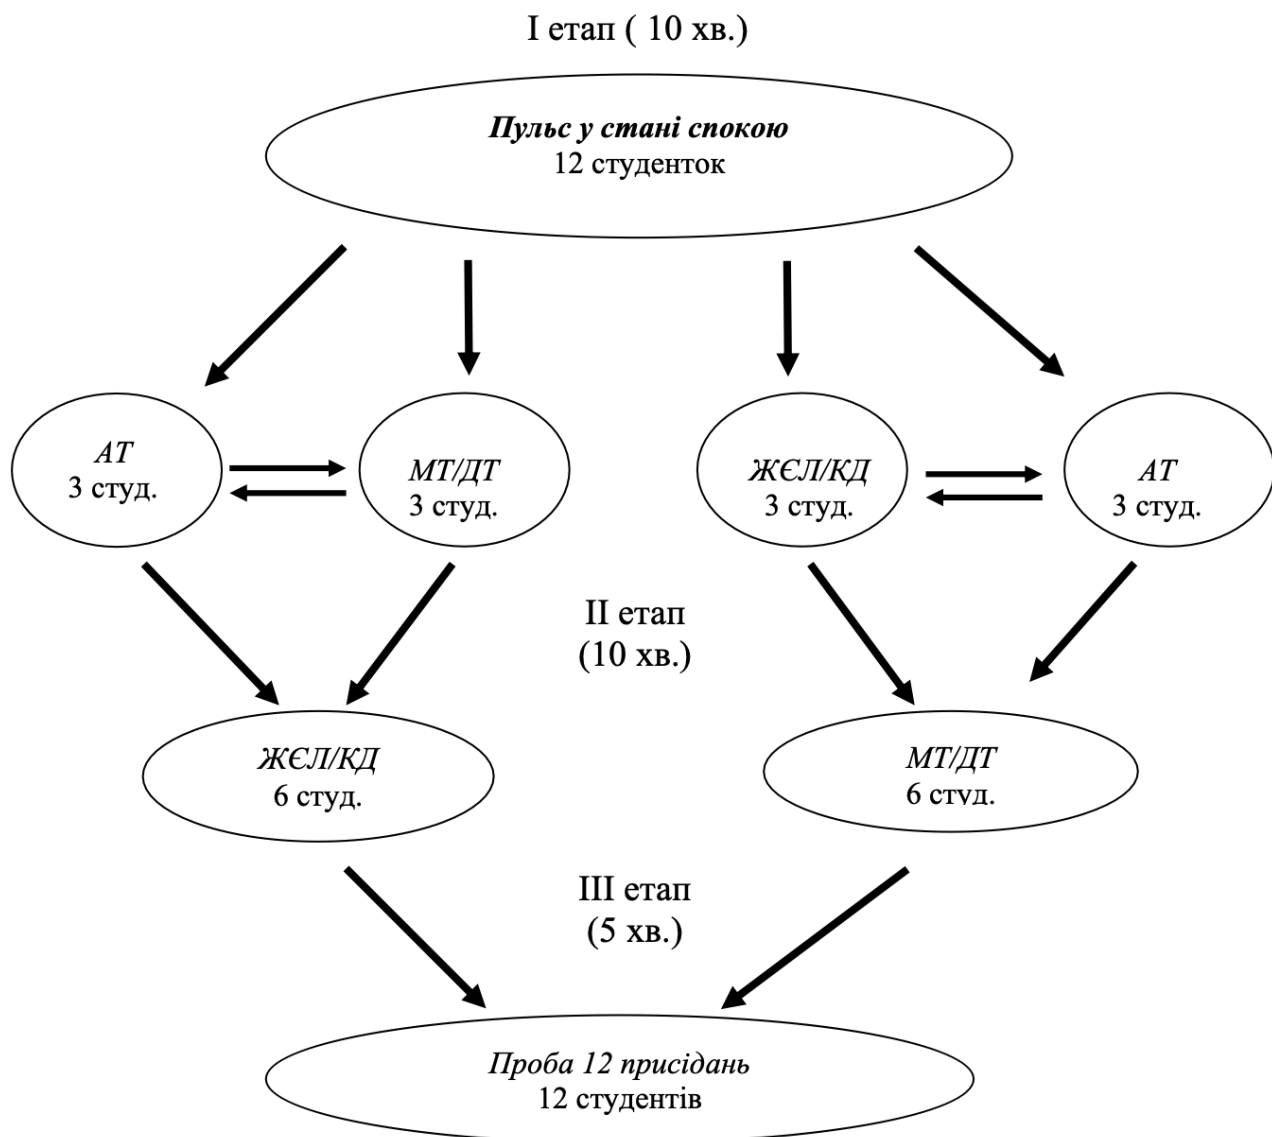 І етап ( 10 хв.)
Пульс у стані спокою
12 студенток
АТ
3 студ.
МТ/ДТ
3 студ.
ЖЄЛ/КД
3 студ.
АТ
3 студ.
ІІ етап
(10 хв.)
ЖЄЛ/КД
6 студ.
МТ/ДТ
6 студ.
ІІІ етап
(5 хв.)
Проба 12 присідань
12 студентів